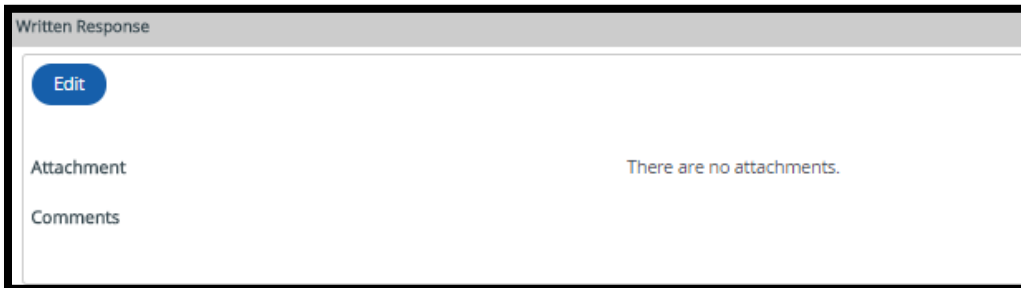 Written Response
Edit
Attachment There are no attachments.
Comments